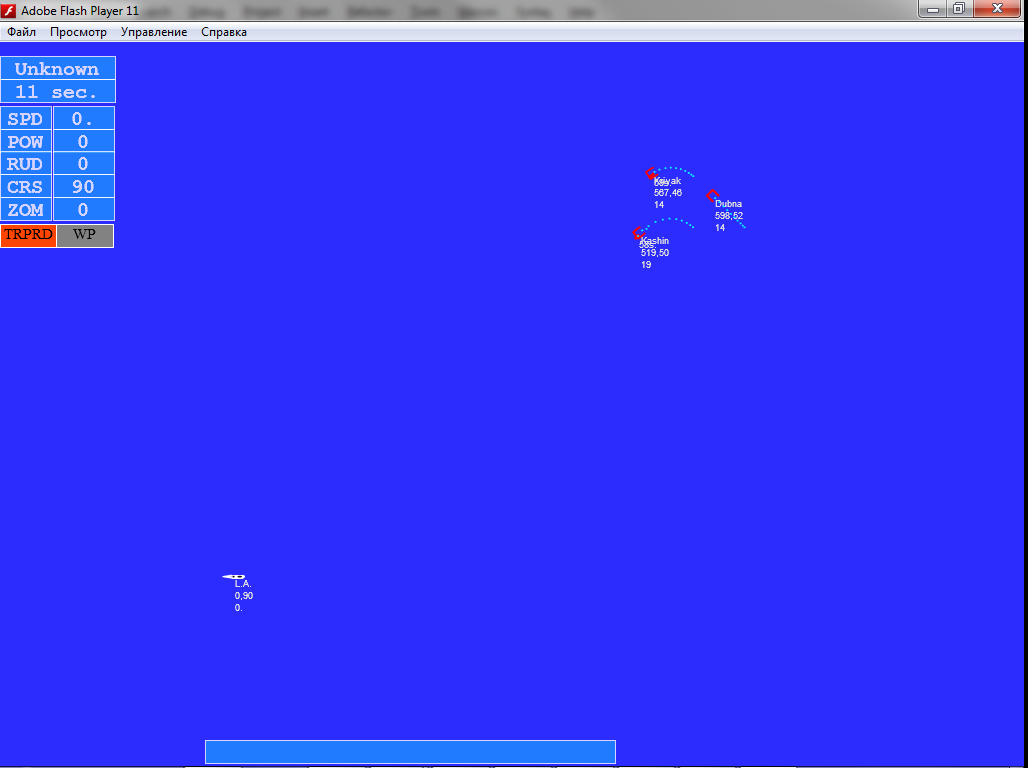 Adobe Flash Player 11
Файл Просмотр Управление Справка
Unknown
11 sec.
SPD 0.
POW 0
RUD 0
CRS 90
ZOM 0
TRPRD WP
567,46
14
Dubna
598,52
14
Kashin
519,50
19
L.A.
0,90
0.